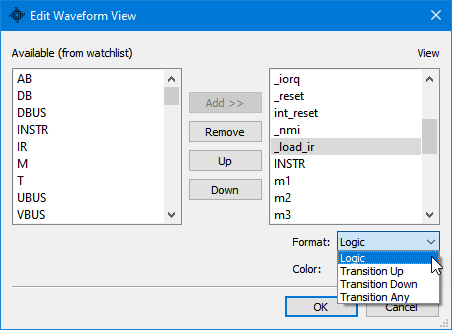 Edit Waveform View
Available (from watchlist)
View
AB
DB
DBUS
INSTR
IR
M
T
UBUS
VBUS
Add >>
Remove
Up
Down
_iorq
_reset
int_reset
_nmi
_load_ir
INSTR
m1
m2
m3
Format:
Logic
Logic
Transition Up
Transition Down
Transition Any
Color:
OK
Cancel